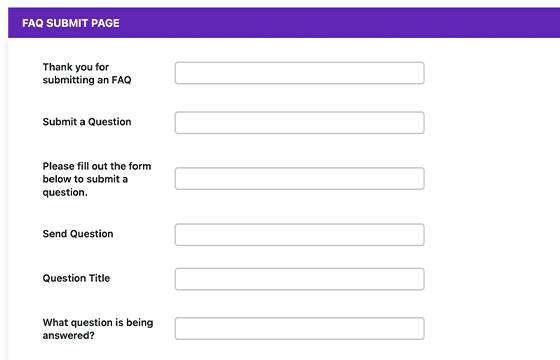 FAQ SUBMIT PAGE
Thank you for
submitting an FAQ
Submit a Question
Please fill out the form
below to submit a
question.
Send Question
Question Title
What question is being
answered?